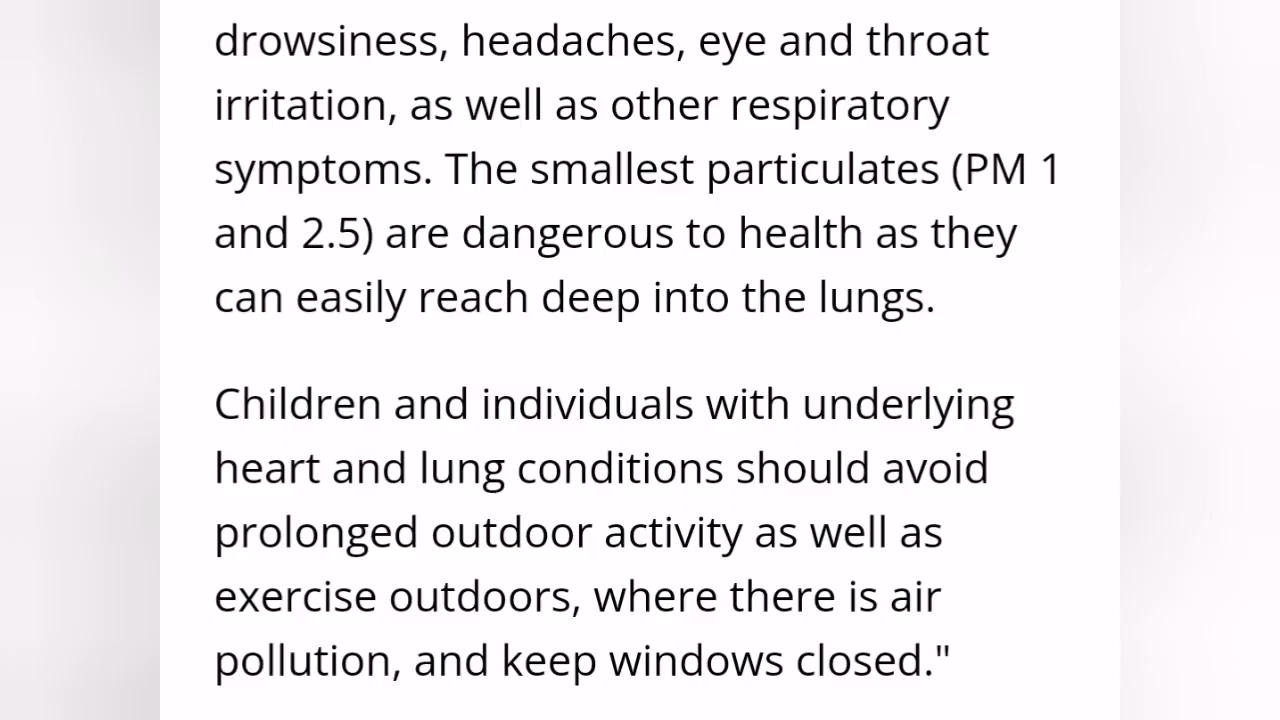 drowsiness, headaches, eye and throat
irritation, as well as other respiratory
symptoms. The smallest particulates (PM 1
and 2.5) are dangerous to health as they
can easily reach deep into the lungs.
Children and individuals with underlying
heart and lung conditions should avoid
prolonged outdoor activity as well as
exercise outdoors, where there is air
pollution, and keep windows closed."